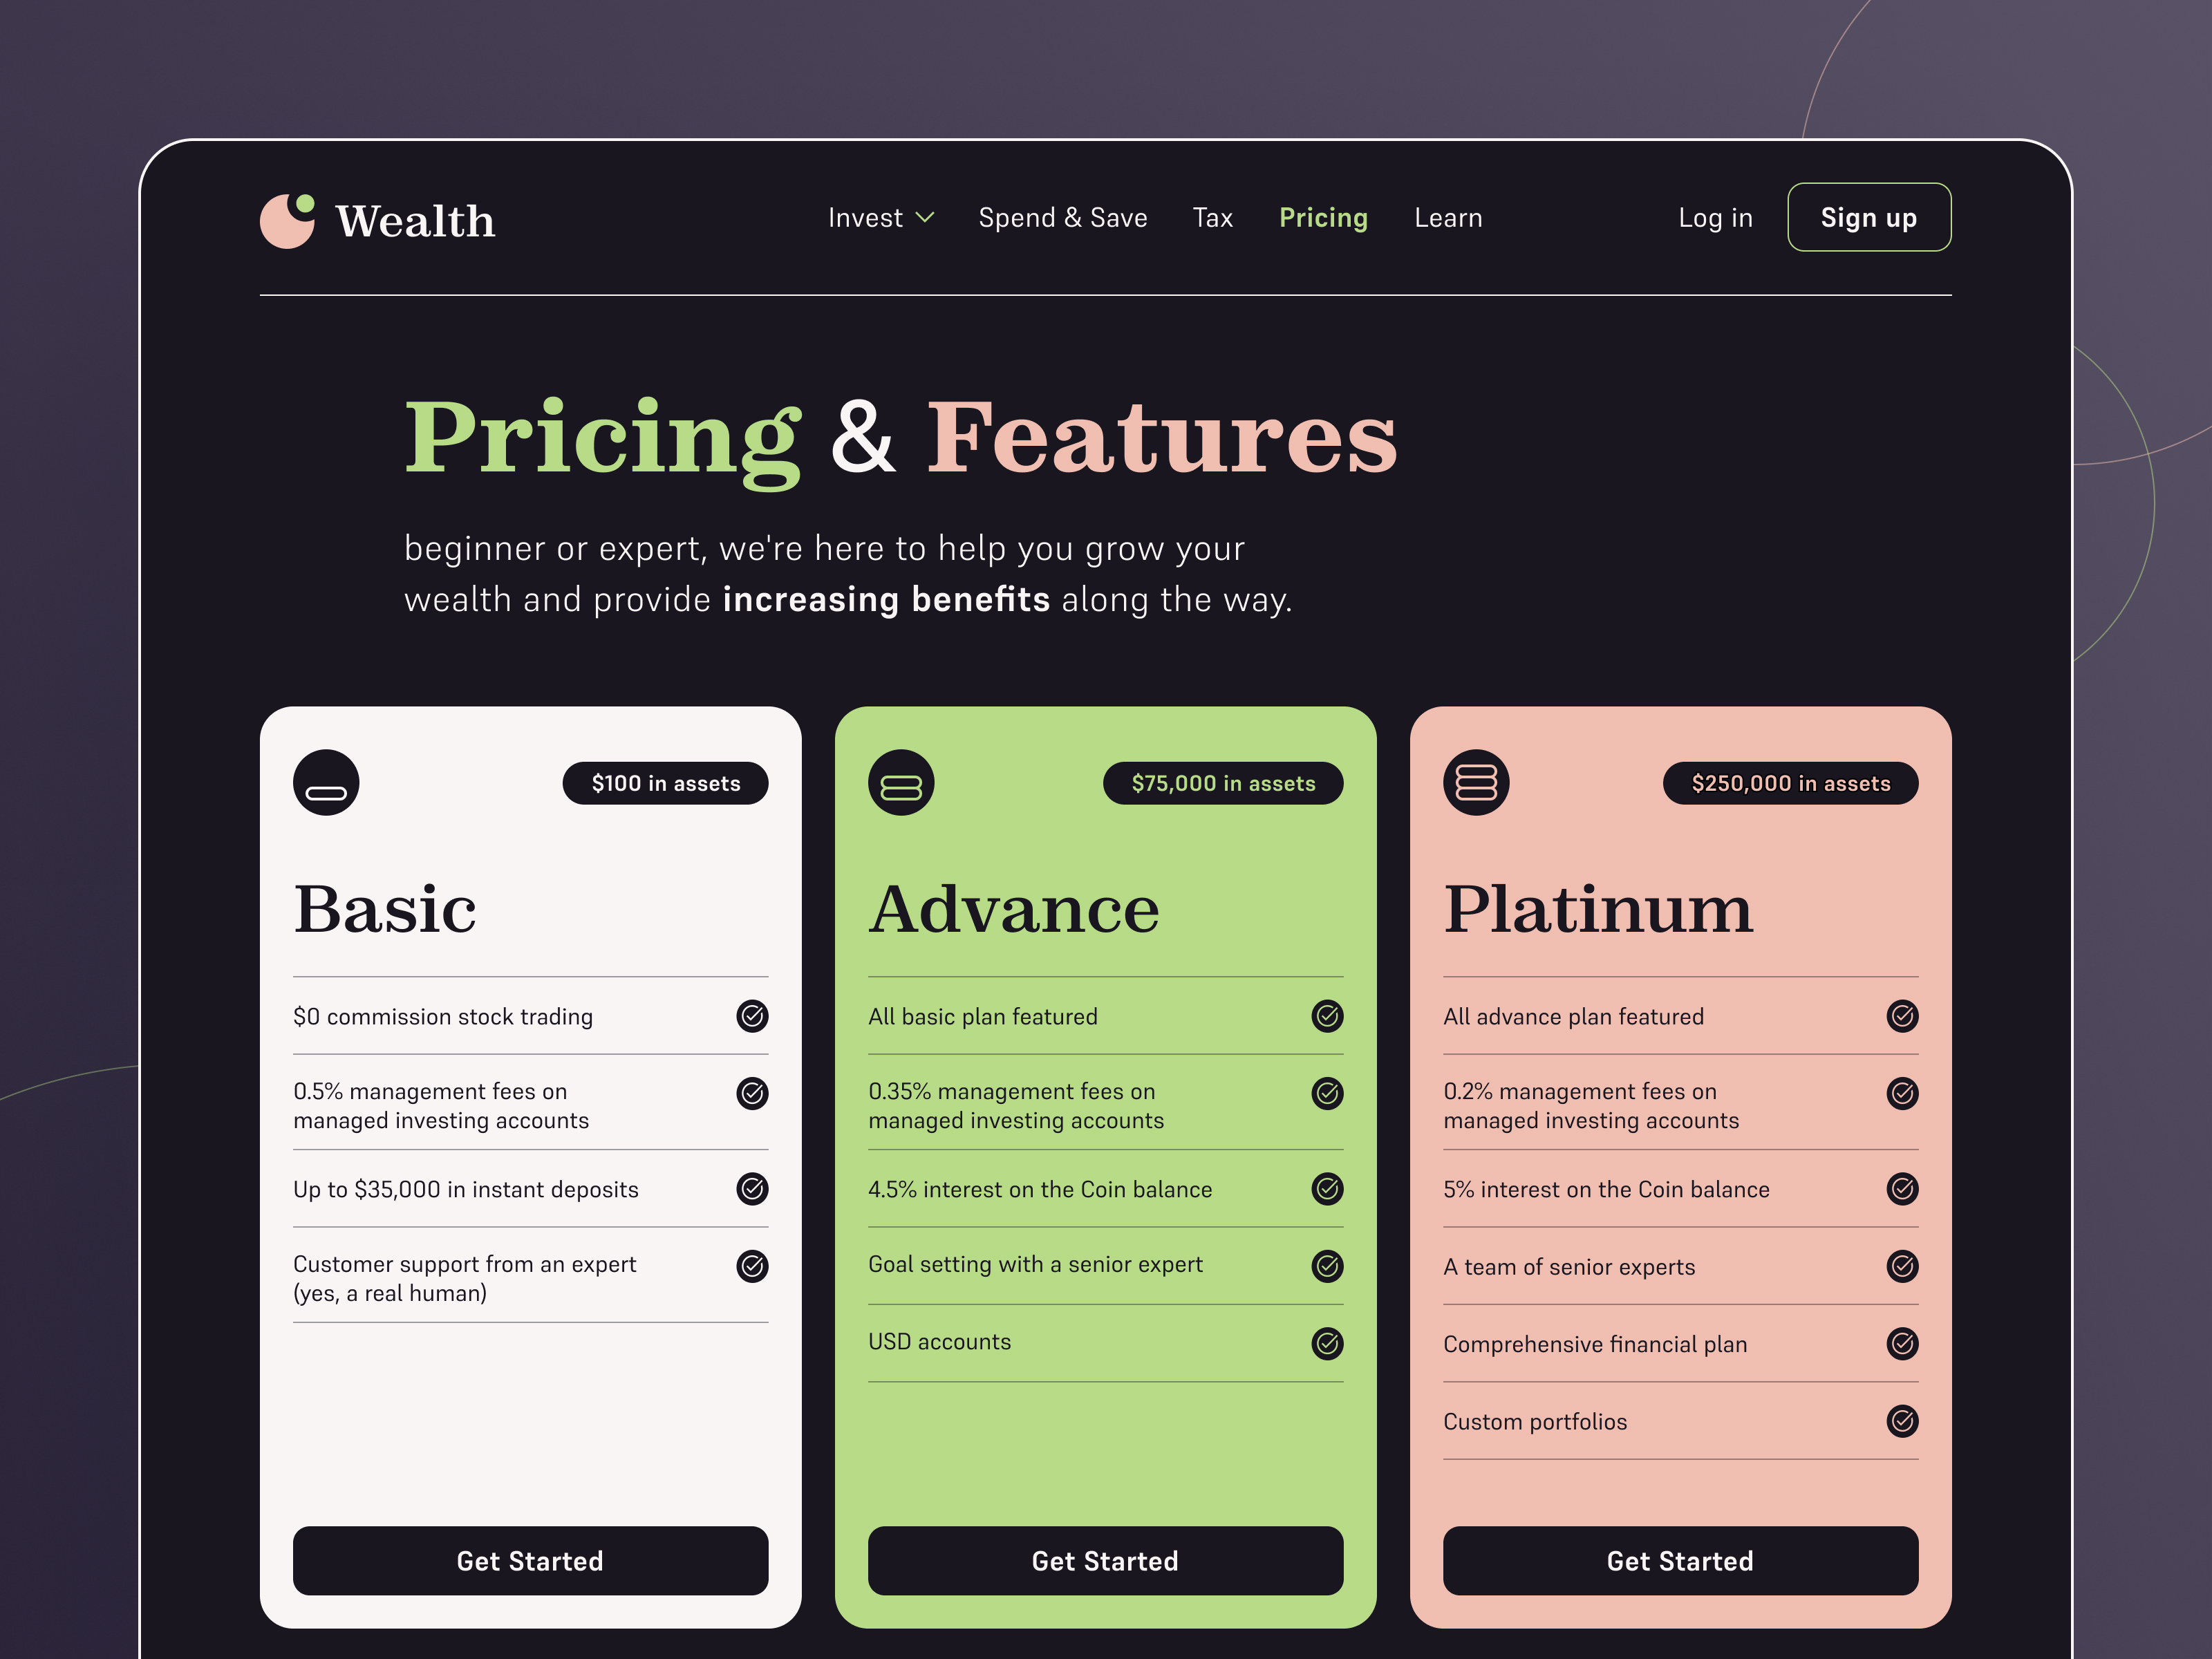 Wealth
Invest Spend & Save Tax Pricing Learn
Log in Sign up
Pricing & Features
beginner or expert, we're here to help you grow your
wealth and provide increasing benefits along the way.
$100 in assets
Basic
$0 commission stock trading
0.5% management fees on
managed investing accounts
Up to $35,000 in instant deposits
Customer support from an expert
(yes, a real human)
Get Started
$75,000 in assets
Advance
All basic plan featured
0.35% management fees on
managed investing accounts
4.5% interest on the Coin balance
Goal setting with a senior expert
USD accounts
Get Started
$250,000 in assets
Platinum
All advance plan featured
0.2% management fees on
managed investing accounts
5% interest on the Coin balance
A team of senior experts
Comprehensive financial plan
Custom portfolios
Get Started